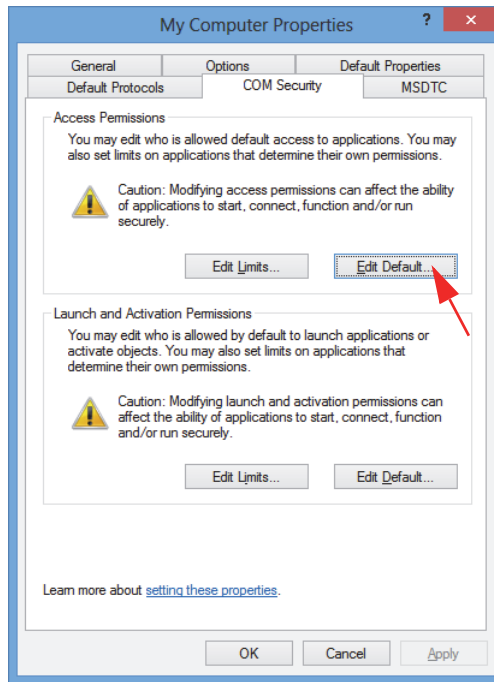 My Computer Properties
?
×
General
Options
Default Properties
Default Protocols
COM Security
MSDTC
Access Permissions
You may edit who is allowed default access to applications. You may
also set limits on applications that determine their own permissions.
Caution: Modifying access permissions can affect the ability
of applications to start, connect, function and/or run
securely.
Edit Limits...
Edit Default...
Launch and Activation Permissions
You may edit who is allowed by default to launch applications or
activate objects. You may also set limits on applications that
determine their own permissions.
Caution: Modifying launch and activation permissions can
affect the ability of applications to start, connect, function
and/or run securely.
Edit Limits...
Edit Default...
Learn more about setting these properties.
OK
Cancel
Apply